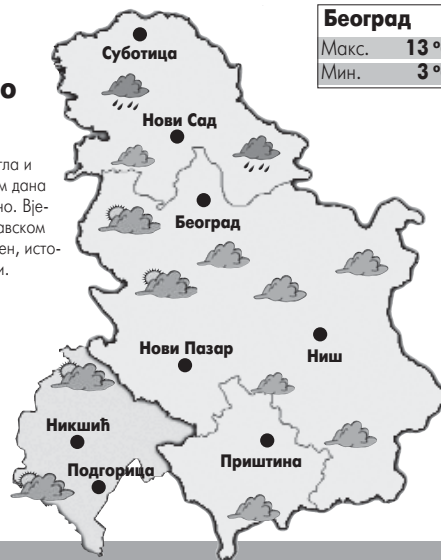 Београд
Макс. 13°
Мин. 3°
Суботица
о
Нови Сад
гла и
м дана
но. Вје-
авском
ен, исто-
и.
Београд
Нови Пазар
Ниш
Никшић
Подгорица
Приштина